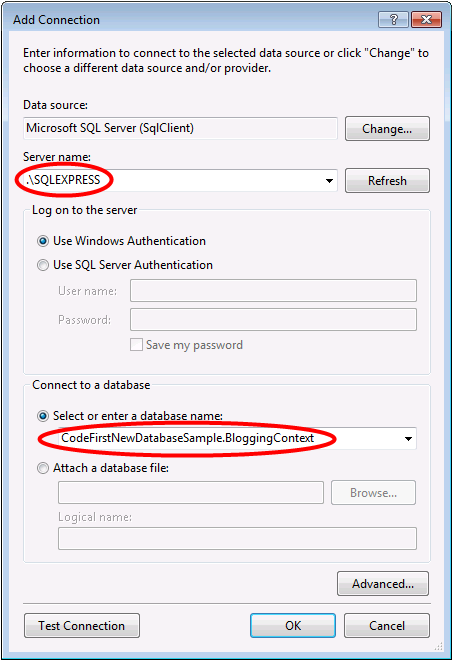 Add Connection
Enter information to connect to the selected data source or click "Change" to
choose a different data source and/or provider.
Data source:
Microsoft SQL Server (SqlClient)
Change...
Server name:
.\SQLEXPRESS
Refresh
Log on to the server
Use Windows Authentication
Use SQL Server Authentication
User name:
Password:
Save my password
Connect to a database
Select or enter a database name:
CodeFirstNewDatabaseSample.BloggingContext
Attach a database file:
Browse...
Logical name:
Advanced...
Test Connection
OK
Cancel